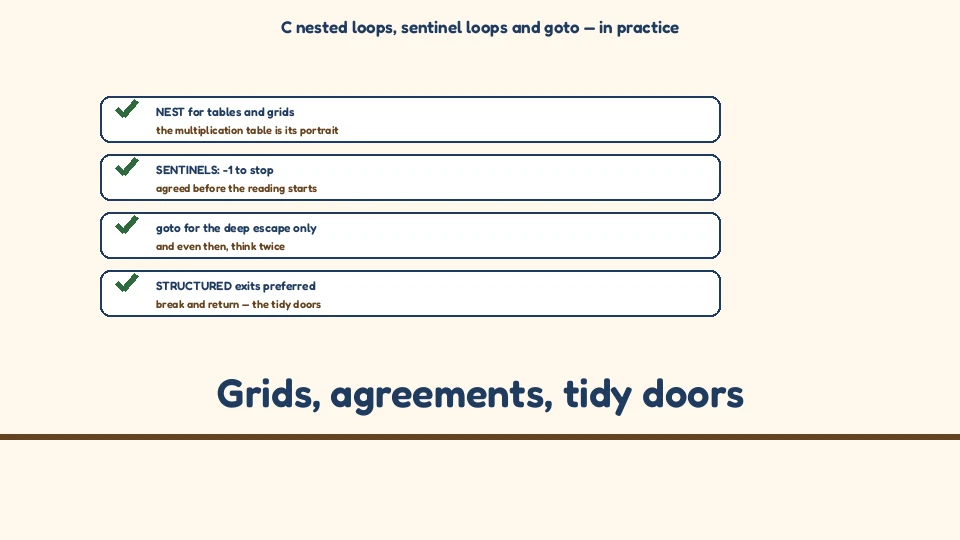 C nested loops, sentinel loops and goto — in practice
NEST for tables and grids
the multiplication table is its portrait
SENTINELS: -1 to stop
agreed before the reading starts
goto for the deep escape only
and even then, think twice
STRUCTURED exits preferred
break and return — the tidy doors
Grids, agreements, tidy doors